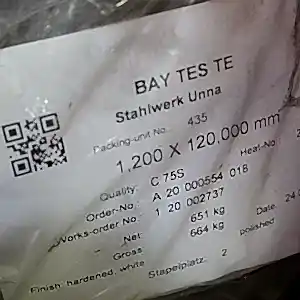 BAY TES TE
Stahlwerk Unna
Packing-unit No.: 435
1,200 X 120,000 mm
Quality: C 75S Heat-No
Order-No.: A 20 000554 018
Works-order No.: 1 20 002737
Net: 651 kg Date: 24
Gross: 664 kg
Finish: hardened, white polished
Stapelplatz: 2